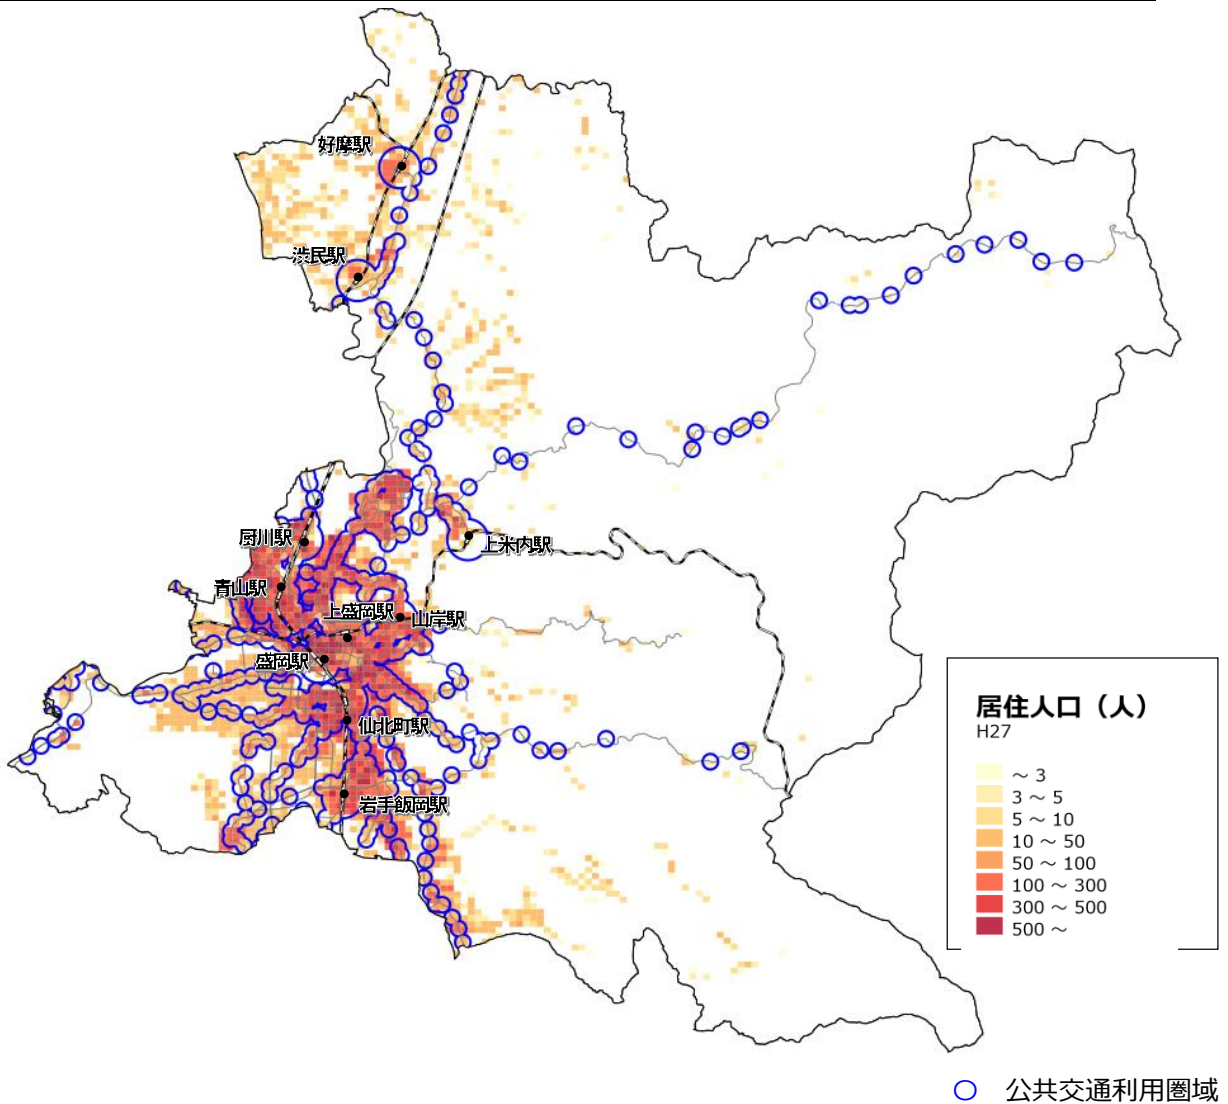 好摩駅
渋民駅
厨川駅
上米内駅
青山駅
上盛岡駅
山岸駅
盛岡駅
仙北町駅
岩手飯岡駅
居住人口（人）
H27
～ 3
3 ～ 5
5 ～ 10
10 ～ 50
50 ～ 100
100 ～ 300
300 ～ 500
500 ～
公共交通利用圏域